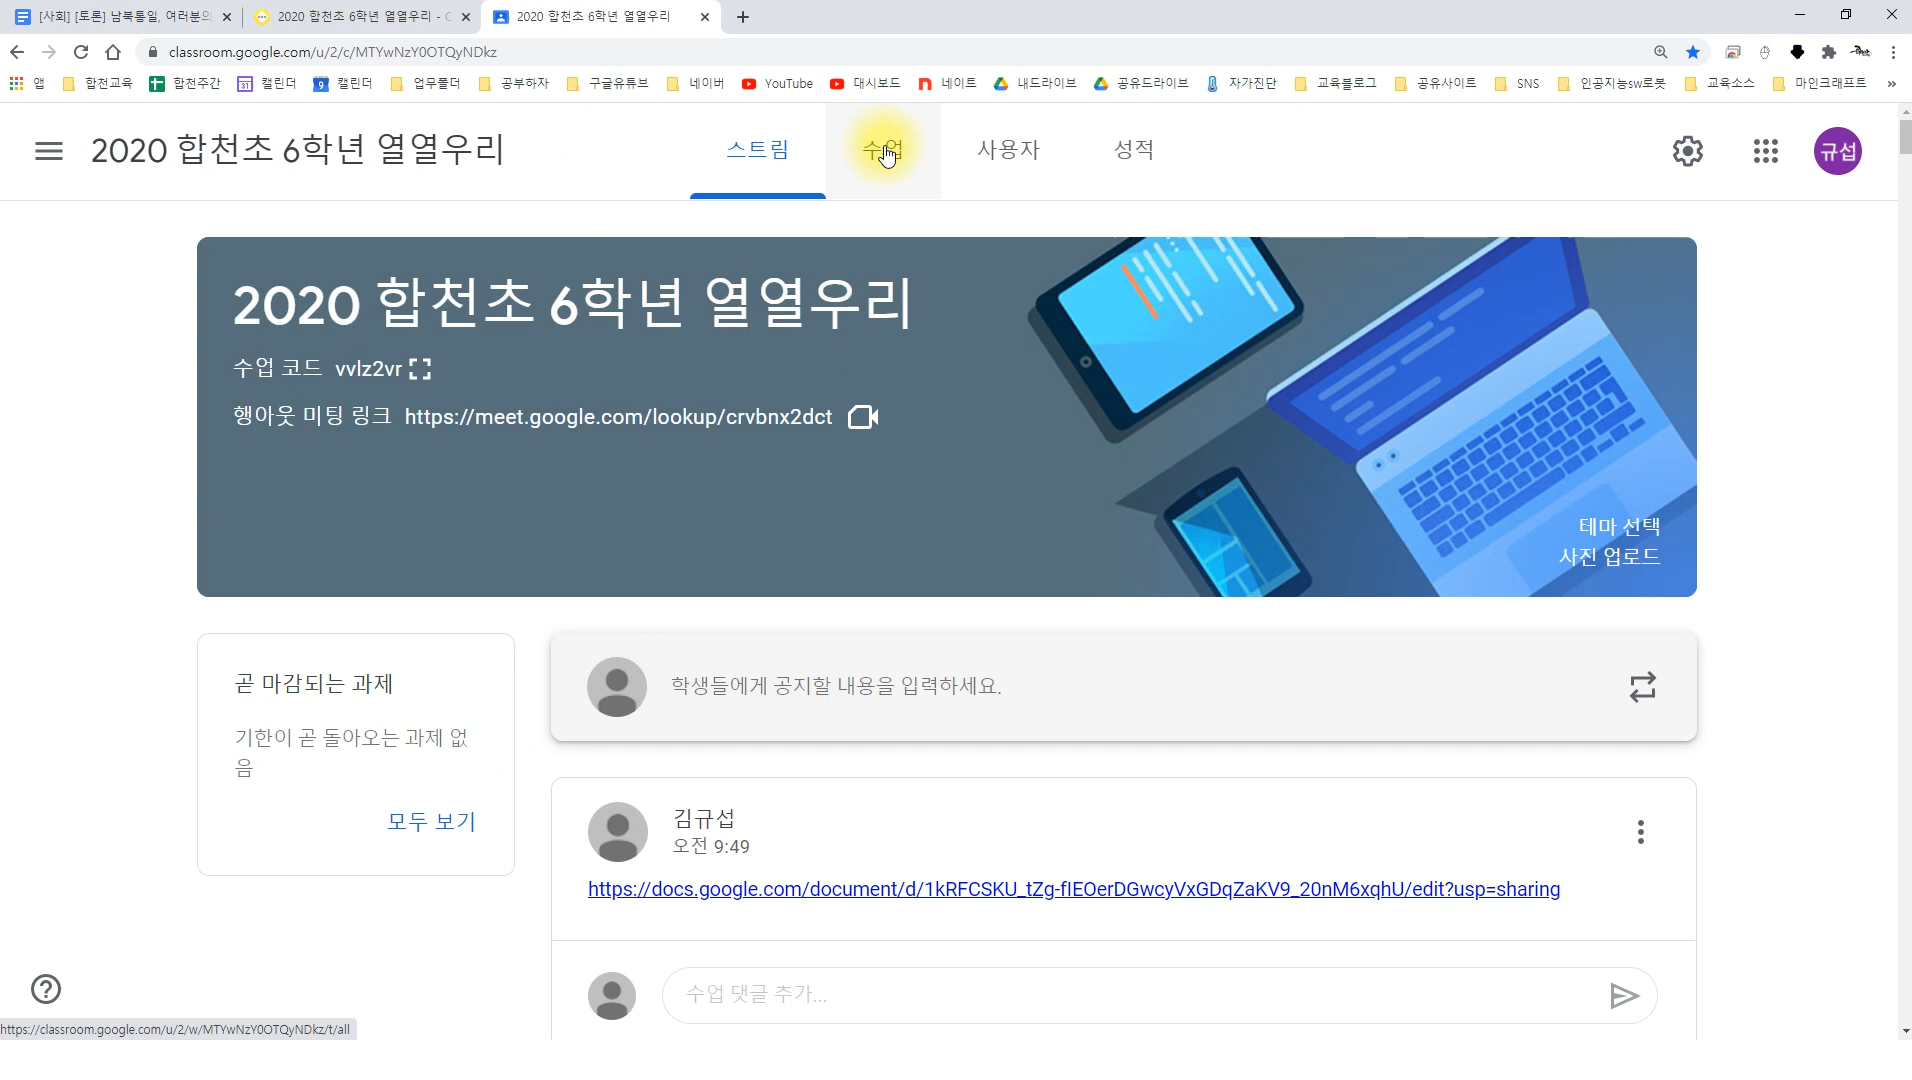 [사회] [토론] 남북통일, 여러분의
2020 합천초 6학년 열열우리 - C
2020 합천초 6학년 열열우리
classroom.google.com/u/2/c/MTYwNzY0OTQyNDkz
앱 합천교육 합천주간 캘린더 캘린더 업무폴더 공부하자 구글유튜브 네이버 YouTube 대시보드 네이트 내드라이브 공유드라이브 자가진단 교육블로그 공유사이트 SNS 인공지능sw로봇 교육소스 마인크래프트 »
2020 합천초 6학년 열열우리
스트림 수업 사용자 성적
규섭
2020 합천초 6학년 열열우리
수업 코드 vvlz2vr
행아웃 미팅 링크 https://meet.google.com/lookup/crvbnx2dct
테마 선택
사진 업로드
곧 마감되는 과제
기한이 곧 돌아오는 과제 없
음
모두 보기
학생들에게 공지할 내용을 입력하세요.
김규섭
오전 9:49
https://docs.google.com/document/d/1kRFCSKU_tZg-fIEOerDGwcyVxGDqZaKV9_20nM6xqhU/edit?usp=sharing
수업 댓글 추가...
https://classroom.google.com/u/2/w/MTYwNzY0OTQyNDkz/t/all